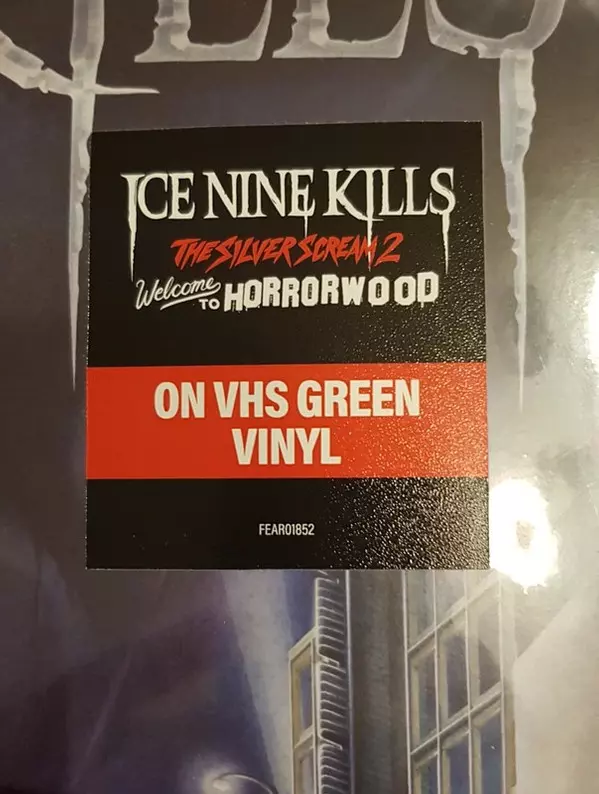 ICE NINE KILLS
THE SILVER SCREAM 2
Welcome TO HORRORWOOD
ON VHS GREEN
VINYL
FEAR01852